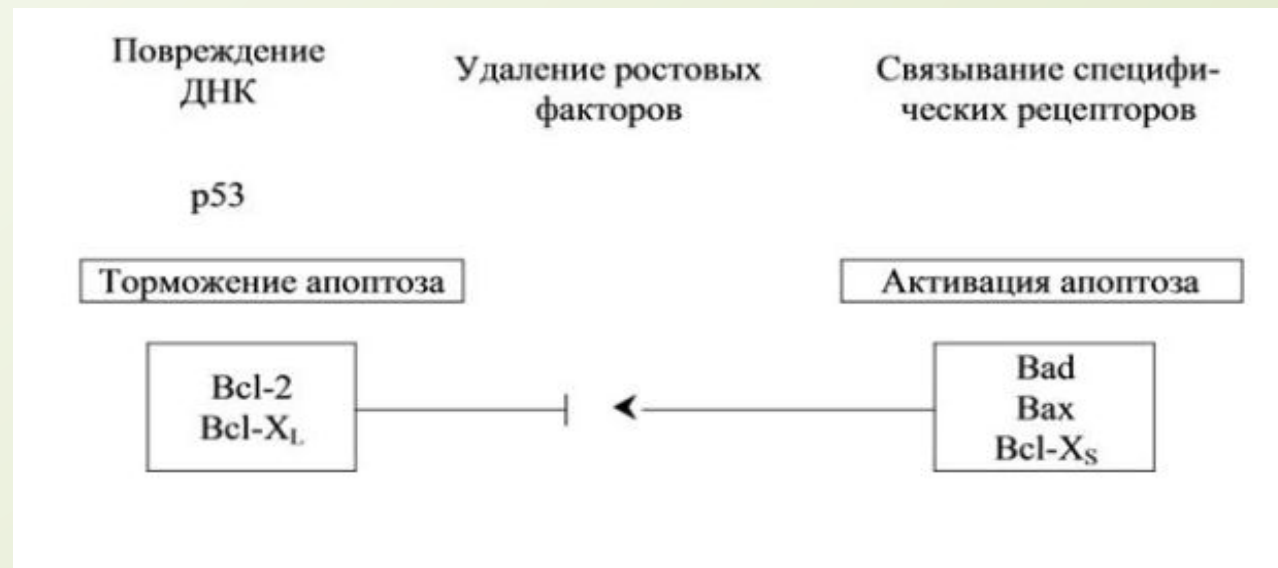 Повреждение
ДНК
Удаление ростовых
факторов
Связывание специфи-
ческих рецепторов
p53
Торможение апоптоза
Активация апоптоза
Bcl-2
Bcl-XL
Bad
Bax
Bcl-XS